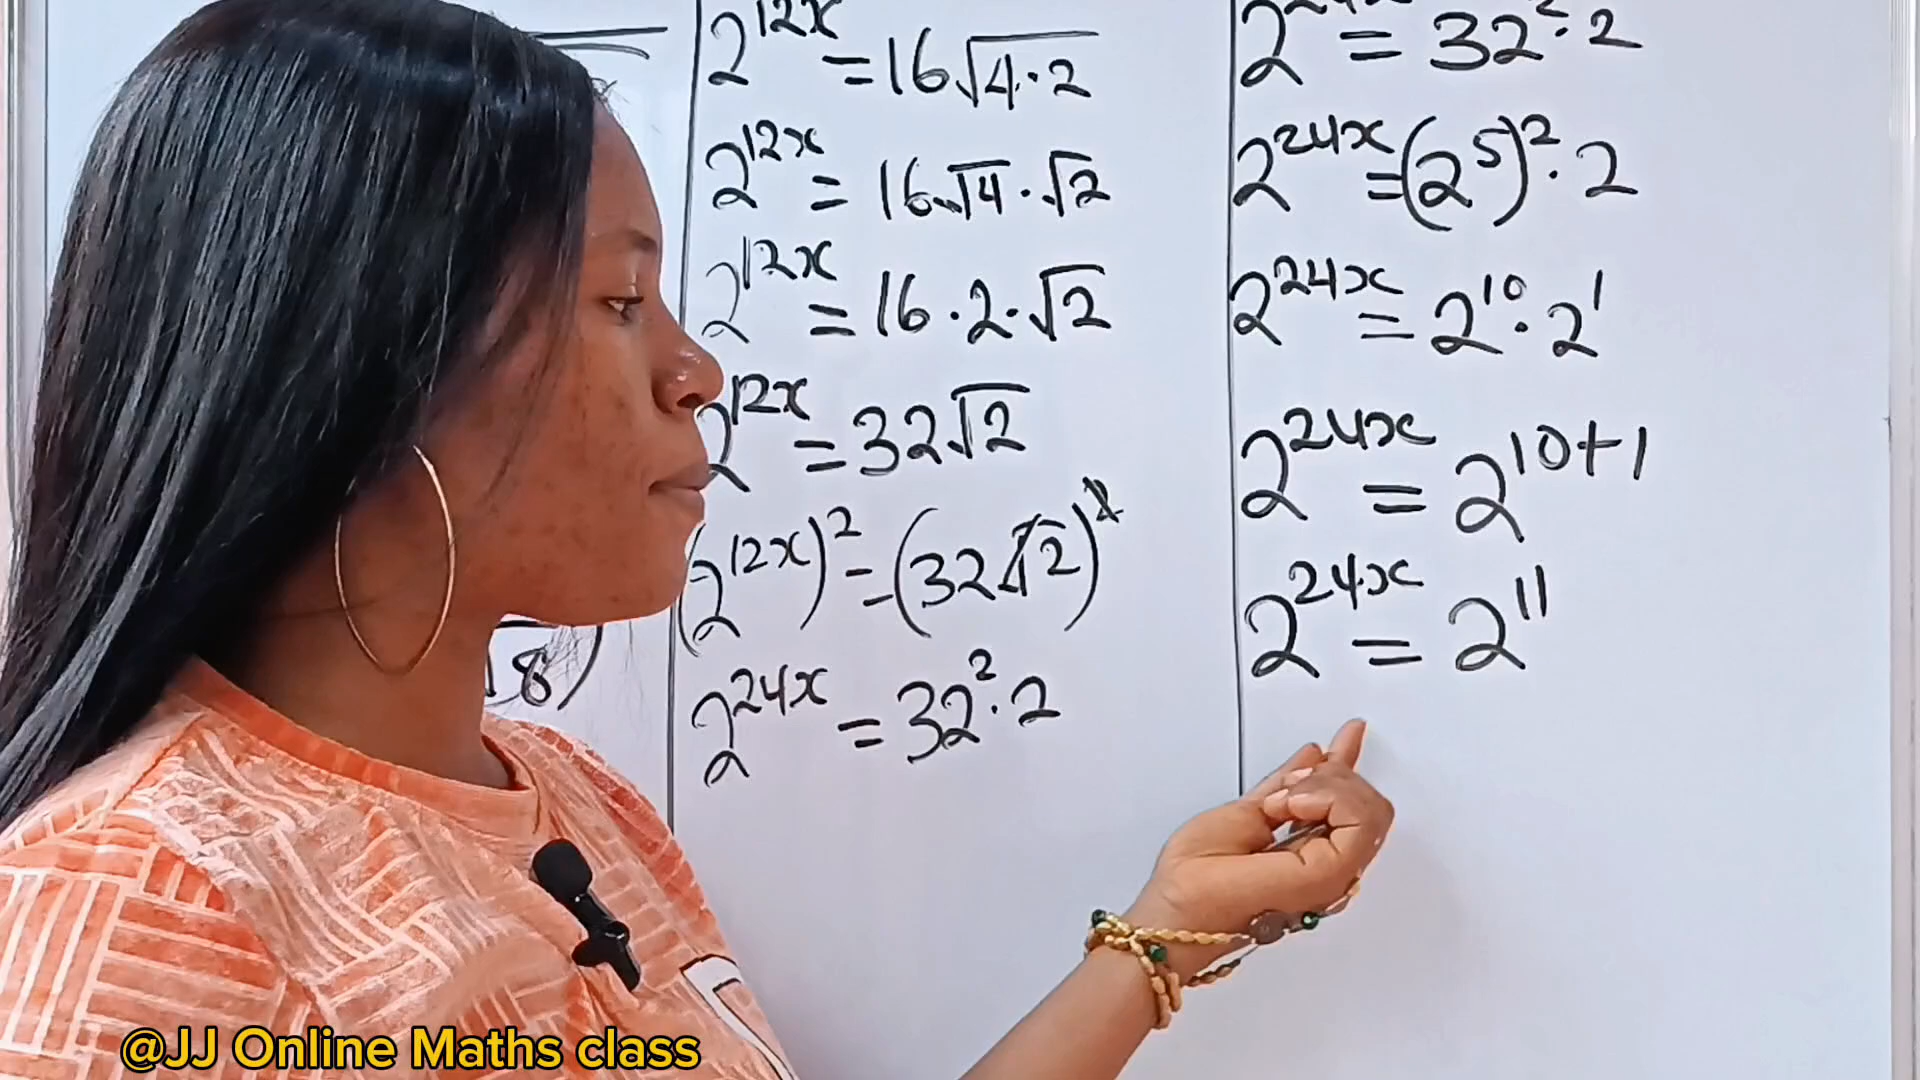 √8)
2^12x = 16√4·2
2^12x = 16√4·√2
2^12x = 16·2·√2
2^12x = 32√2
(2^12x)^2 = (32√2)^2
2^24x = 32^2·2
2^24x = 32^2·2
2^24x = (2^5)^2·2
2^24x = 2^10·2^1
2^24x = 2^10+1
2^24x = 2^11
@JJ Online Maths class